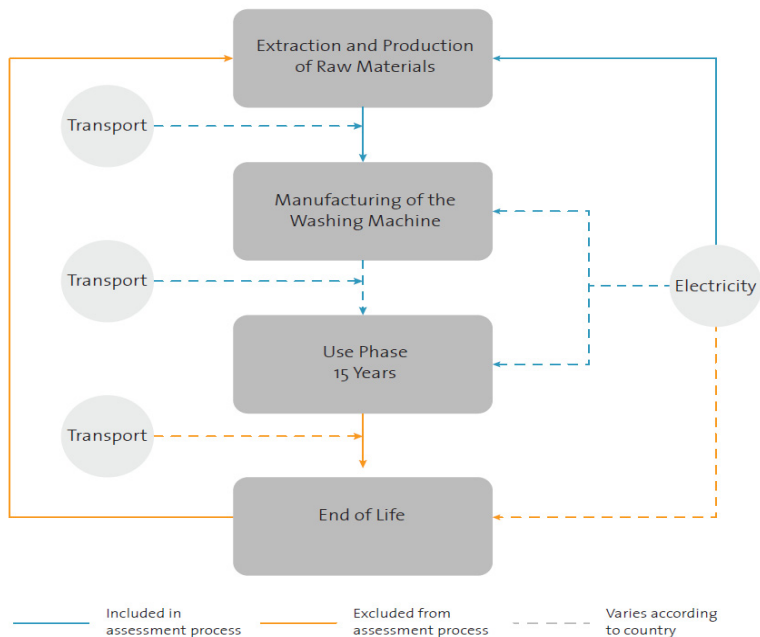 Extraction and Production
of Raw Materials
Transport
Manufacturing of the
Washing Machine
Transport
Electricity
Use Phase
15 Years
Transport
End of Life
Included in
assessment process
Excluded from
assessment process
Varies according
to country